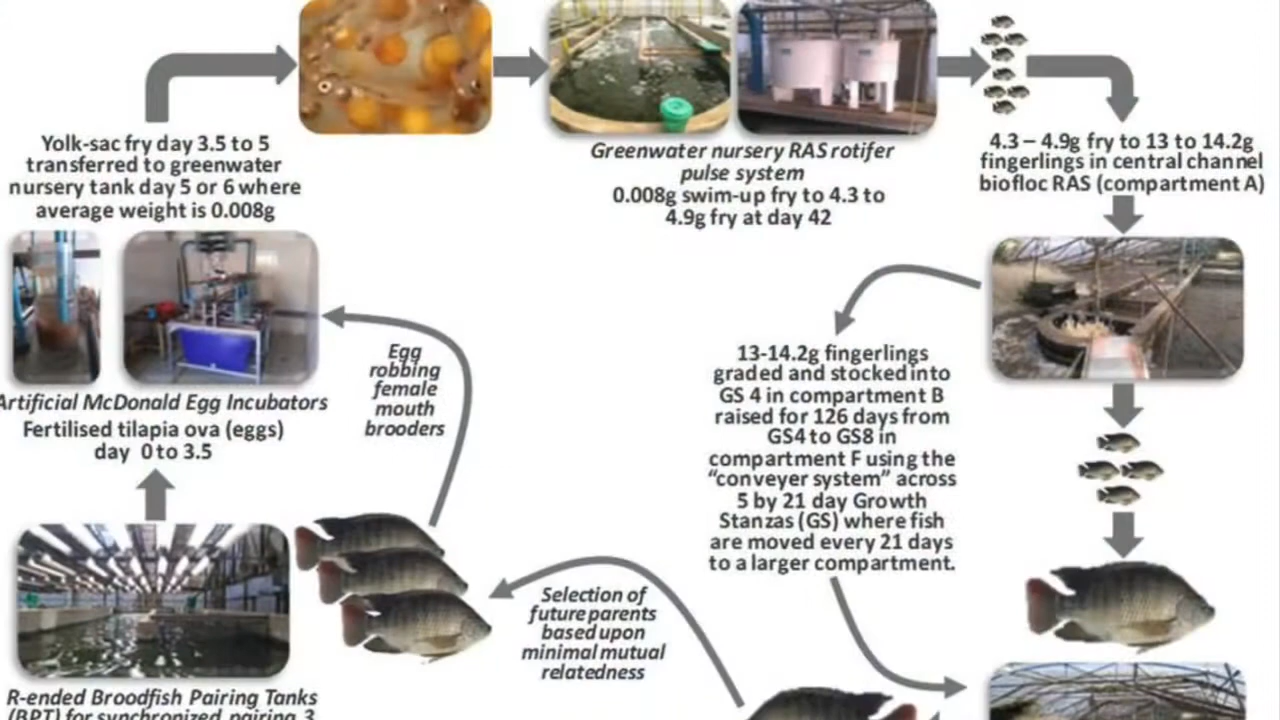 Yolk-sac fry day 3.5 to 5
transferred to greenwater
nursery tank day 5 or 6 where
average weight is 0.008g
Greenwater nursery RAS rotifer
pulse system
0.008g swim-up fry to 4.3 to
4.9g fry at day 42
4.3 – 4.9g fry to 13 to 14.2g
fingerlings in central channel
biofloc RAS (compartment A)
Artificial McDonald Egg Incubators
Fertilised tilapia ova (eggs)
day 0 to 3.5
Egg
robbing
female
mouth
brooders
13-14.2g fingerlings
graded and stocked into
GS 4 in compartment B
raised for 126 days from
GS4 to GS8 in
compartment F using the
“conveyer system” across
5 by 21 day Growth
Stanzas (GS) where fish
are moved every 21 days
to a larger compartment.
Selection of
future parents
based upon
minimal mutual
relatedness
R-ended Broodfish Pairing Tanks
(BPT) for synchronized pairing 3